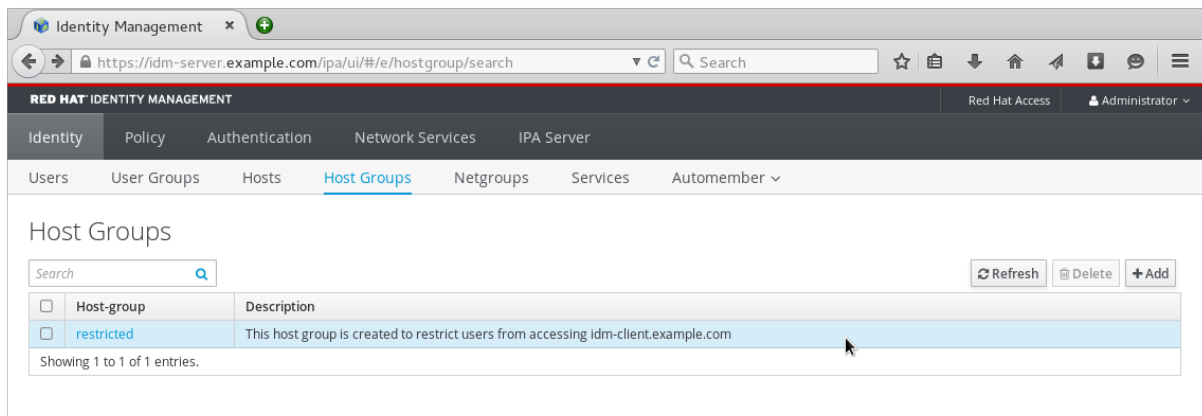 Identity Management
https://idm-server.example.com/ipa/ui/#/e/hostgroup/search
Search
RED HAT IDENTITY MANAGEMENT
Red Hat Access
Administrator
Identity Policy Authentication Network Services IPA Server
Users User Groups Hosts Host Groups Netgroups Services Automember
Host Groups
Search
Refresh Delete Add
Host-group Description
restricted This host group is created to restrict users from accessing idm-client.example.com
Showing 1 to 1 of 1 entries.